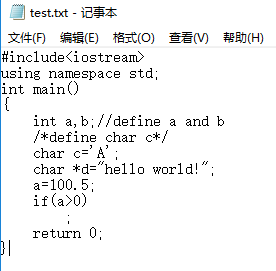 test.txt - 记事本
文件(F) 编辑(E) 格式(O) 查看(V) 帮助(H)
#include<iostream>
using namespace std;
int main()
{
    int a,b;//define a and b
    /*define char c*/
    char c='A';
    char *d="hello world!";
    a=100.5;
    if(a>0)
        ;
    return 0;
}